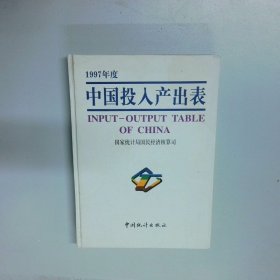 1997年度
中国投入产出表
INPUT-OUTPUT TABLE
OF CHINA
国家统计局国民经济核算司
中国统计出版社